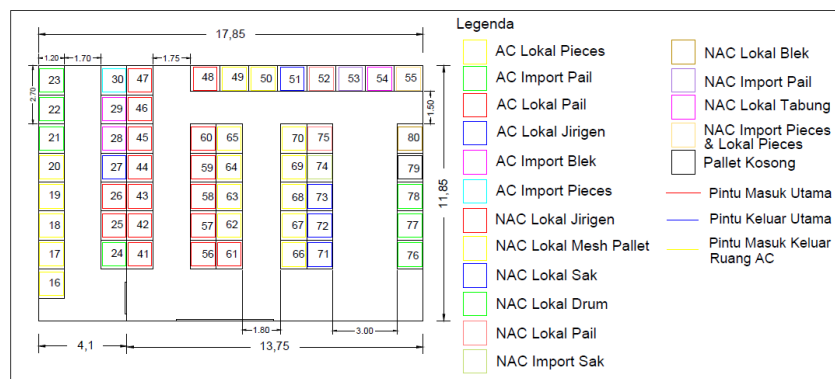 17,85
1.20 1.70 1.75
23 30 47 48 49 50 51 52 53 54 55
2.70
22 29 46
1.50
21 28 45 60 65 70 75 80
20 27 44 59 64 69 74 79
19 26 43 58 63 68 73 78
18 25 42 57 62 67 72 77
17 24 41 56 61 66 71 76
16
11,85
1.80 3.00
4,1 13,75
Legenda
AC Lokal Pieces
AC Import Pail
AC Lokal Pail
AC Lokal Jirigen
AC Import Blek
AC Import Pieces
NAC Lokal Jirigen
NAC Lokal Mesh Pallet
NAC Lokal Sak
NAC Lokal Drum
NAC Lokal Pail
NAC Import Sak
NAC Lokal Blek
NAC Import Pail
NAC Lokal Tabung
NAC Import Pieces
& Lokal Pieces
Pallet Kosong
Pintu Masuk Utama
Pintu Keluar Utama
Pintu Masuk Keluar
Ruang AC